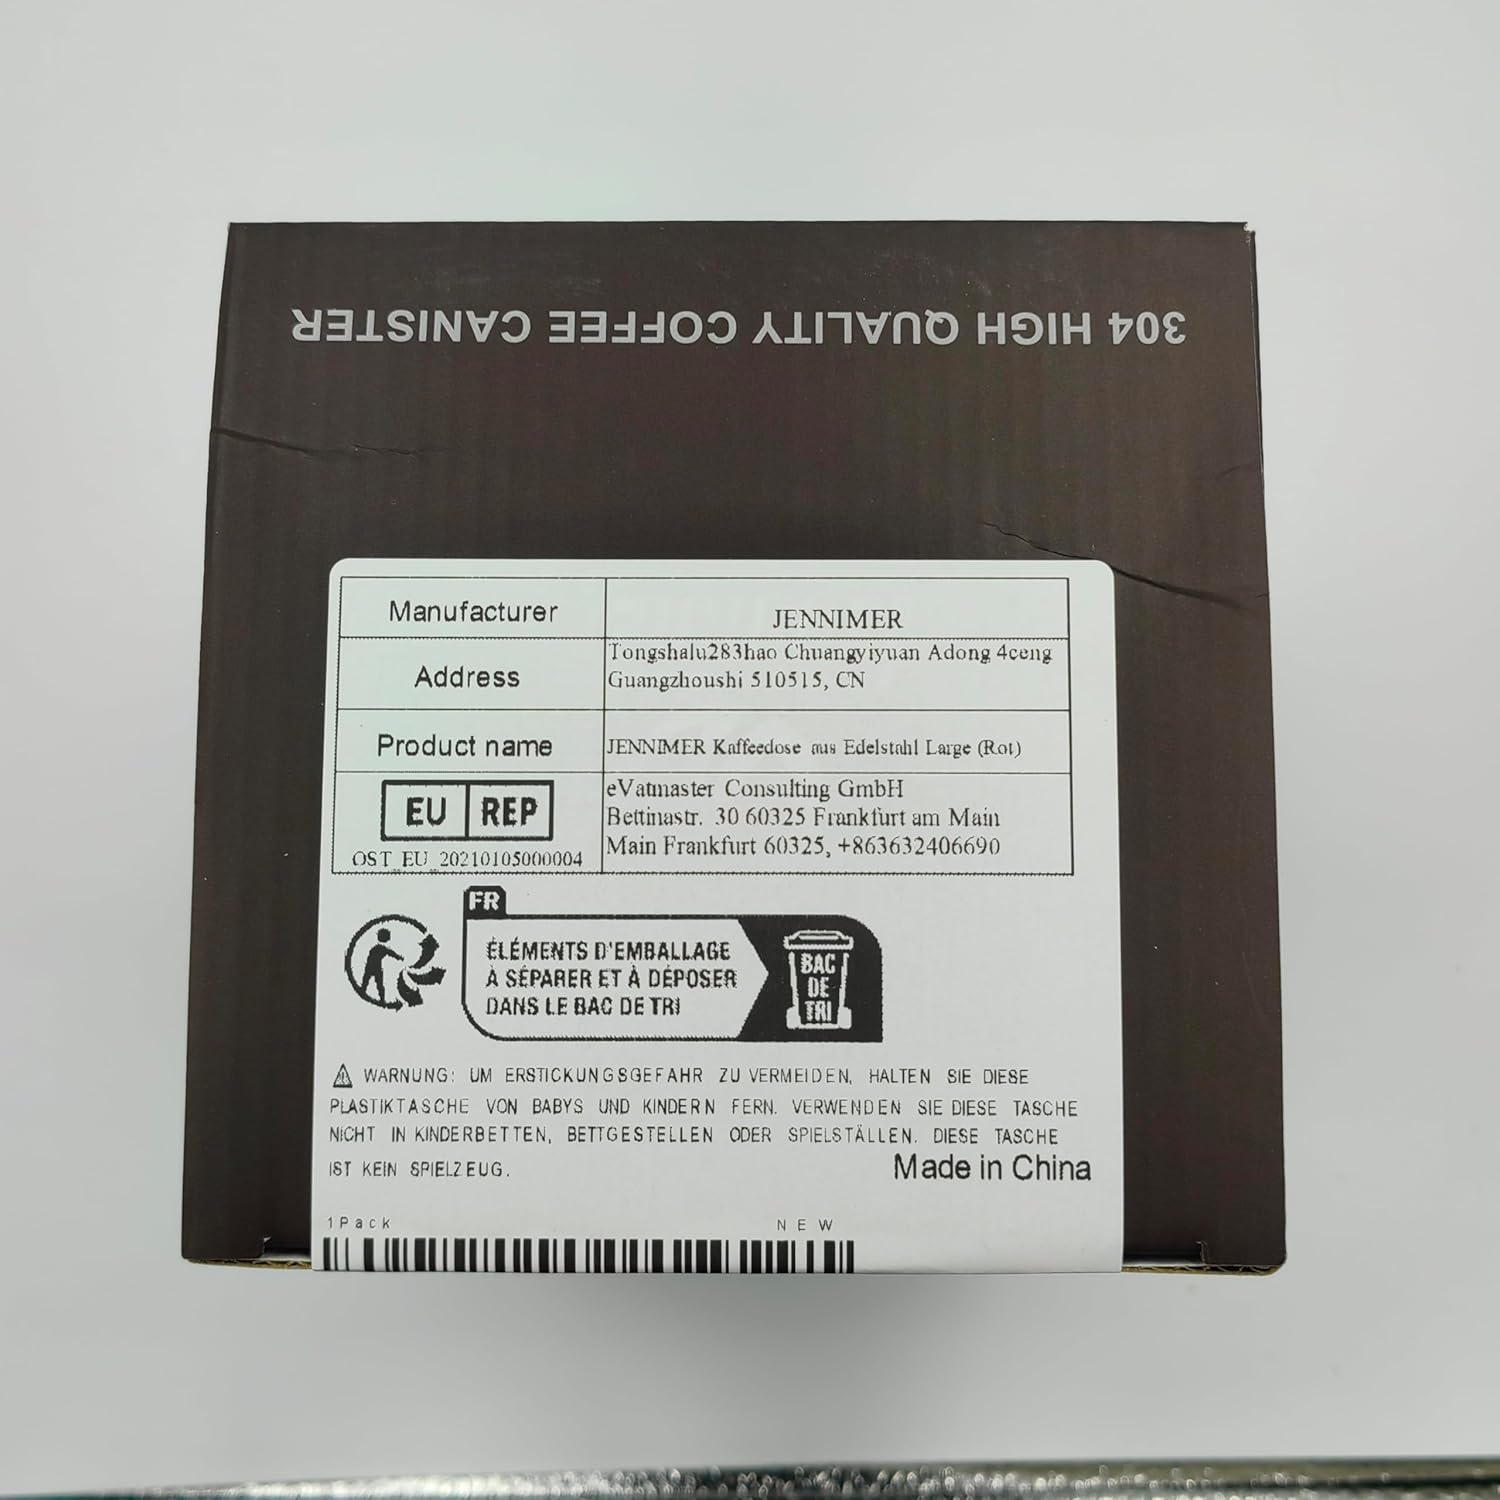 304 HIGH QUALITY COFFEE CANISTER
Manufacturer
JENNIMER
Address
Tongshalu283hao Chuangyiyuan Adong 4ceng
Guangzhoushi 510515, CN
Product name
JENNIMER Kaffeedose aus Edelstahl Large (Rot)
EU REP
OST EU 20210105000004
eVatmaster Consulting GmbH
Bettinastr. 30 60325 Frankfurt am Main
Main Frankfurt 60325, +863632406690
FR
ÉLÉMENTS D'EMBALLAGE
À SÉPARER ET À DÉPOSER
DANS LE BAC DE TRI
BAC
DE
TRI
WARNUNG: UM ERSTICKUNGSGEFAHR ZU VERMEIDEN, HALTEN SIE DIESE
PLASTIKTASCHE VON BABYS UND KINDERN FERN. VERWENDEN SIE DIESE TASCHE
NICHT IN KINDERBETTEN, BETTGESTELLEN ODER SPIELSTÄLLEN. DIESE TASCHE
IST KEIN SPIELZEUG.
Made in China
1Pack
NEW